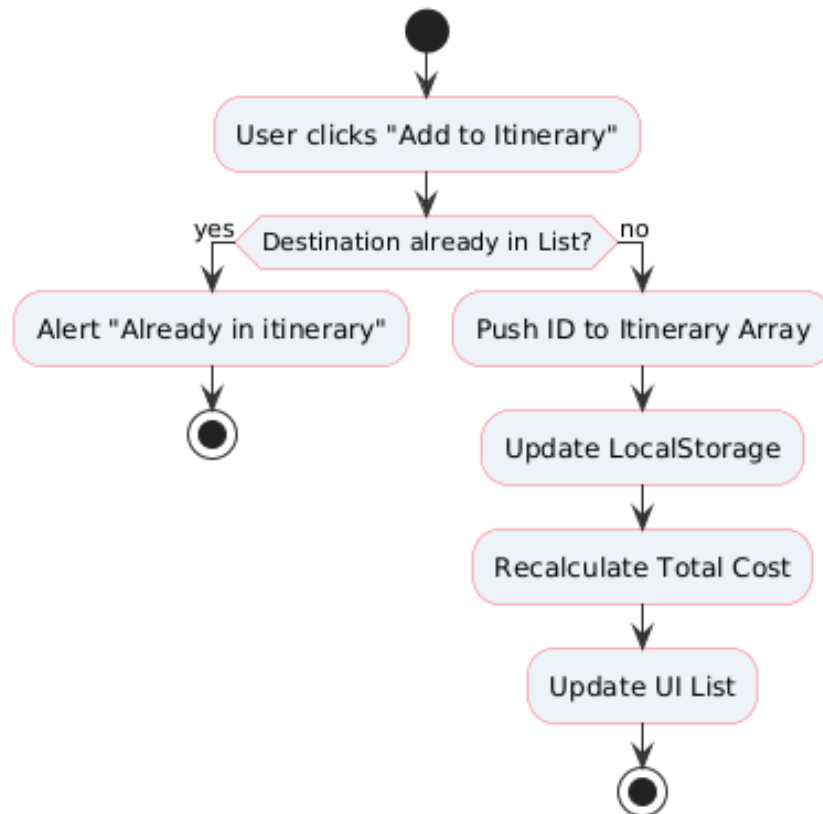 User clicks "Add to Itinerary"
yes
Destination already in List?
no
Alert "Already in itinerary"
Push ID to Itinerary Array
Update LocalStorage
Recalculate Total Cost
Update UI List